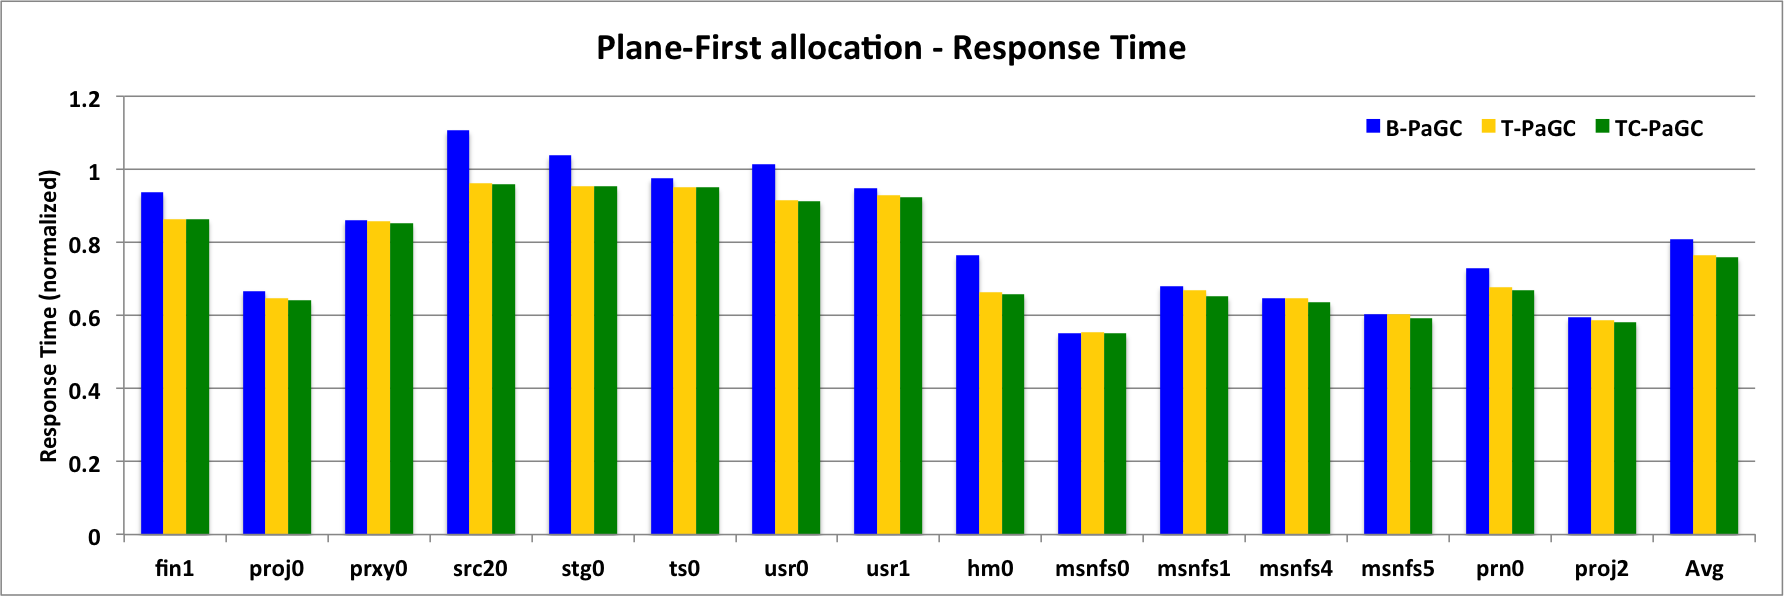 Plane-First allocation - Response Time
B-PaGC T-PaGC TC-PaGC
Response Time (normalized)
1.2
1
0.8
0.6
0.4
0.2
0
fin1 proj0 prxy0 src20 stg0 ts0 usr0 usr1 hm0 msnfs0 msnfs1 msnfs4 msnfs5 prn0 proj2 Avg